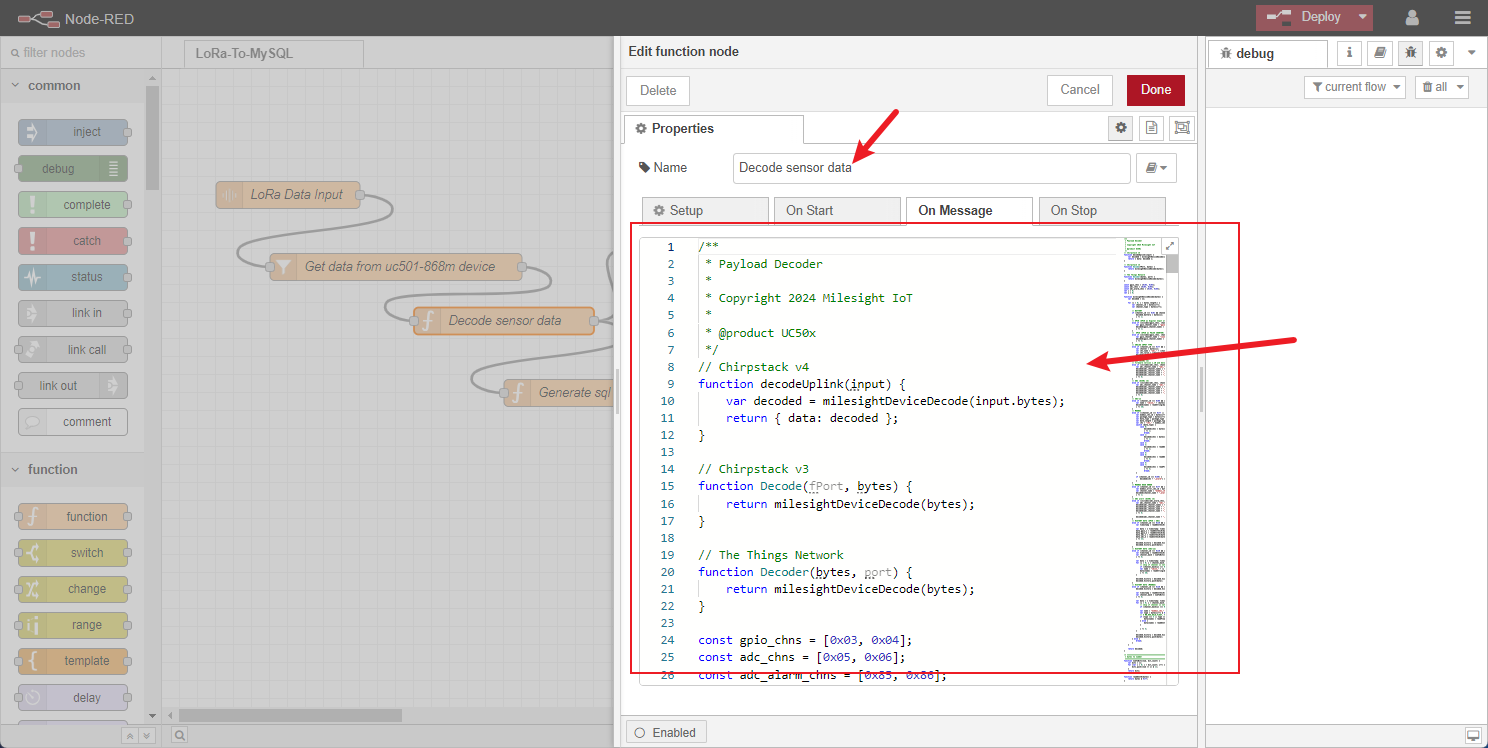 Node-RED
Deploy
filter nodes
LoRa-To-MySQL
common
inject
debug
complete
catch
status
link in
link call
link out
comment
function
function
switch
change
range
template
delay
LoRa Data Input
Get data from uc501-868m device
Decode sensor data
Generate sql
Edit function node
Delete
Cancel
Done
Properties
Name
Decode sensor data
Setup
On Start
On Message
On Stop
1 /**
2  * Payload Decoder
3  *
4  * Copyright 2024 Milesight IoT
5  *
6  * @product UC50x
7  */
8 // Chirpstack v4
9 function decodeUplink(input) {
10     var decoded = milesightDeviceDecode(input.bytes);
11     return { data: decoded };
12 }
13
14 // Chirpstack v3
15 function Decode(fPort, bytes) {
16     return milesightDeviceDecode(bytes);
17 }
18
19 // The Things Network
20 function Decoder(bytes, port) {
21     return milesightDeviceDecode(bytes);
22 }
23
24 const gpio_chns = [0x03, 0x04];
25 const adc_chns = [0x05, 0x06];
26 const adc_alarm_chns = [0x85, 0x86];
Enabled
debug
current flow
all